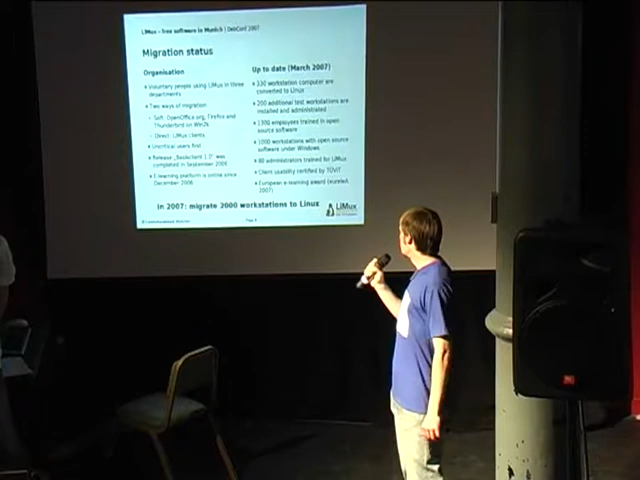 LiMux – free software in Munich | DebConf 2007
Migration status
Organisation
Voluntary people using LiMux in three
departments
Two ways of migration
Soft: OpenOffice.org, Firefox and
Thunderbird on Win2k
Direct: LiMux clients
Uncritical users first
Release „Basisclient 1.0" was
completed in September 2006
E-learning platform is online since
December 2006
Up to date (March 2007)
330 workstation computer are
converted to Linux
200 additional test workstations are
installed and administrated
1300 employees trained in open
source software
1000 workstations with open source
software under Windows
80 administrators trained for LiMux
Client usability certified by TÜVIT
European e-learning award (eureleA
2007)
In 2007: migrate 2000 workstations to Linux
LiMux